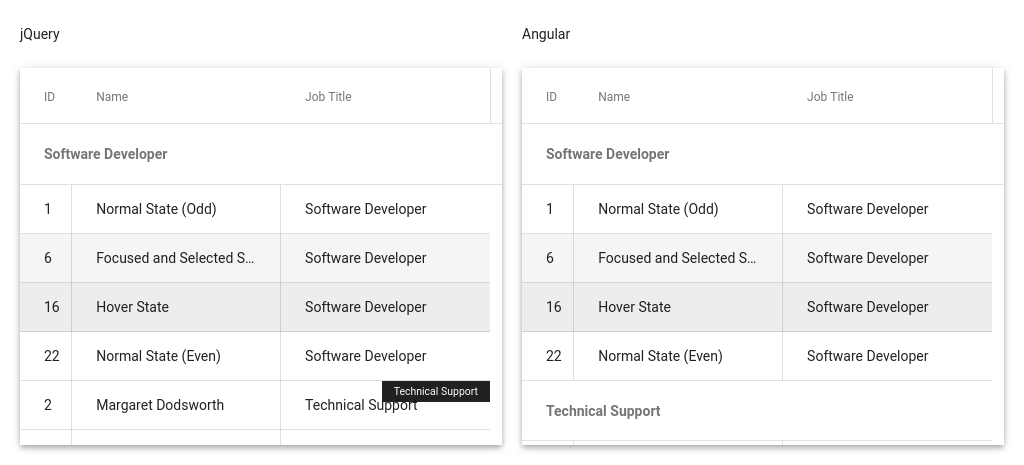 jQuery
ID Name Job Title
Software Developer
1 Normal State (Odd) Software Developer
6 Focused and Selected S... Software Developer
16 Hover State Software Developer
22 Normal State (Even) Software Developer
Technical Support
2 Margaret Dodsworth Technical Support
Angular
ID Name Job Title
Software Developer
1 Normal State (Odd) Software Developer
6 Focused and Selected S... Software Developer
16 Hover State Software Developer
22 Normal State (Even) Software Developer
Technical Support